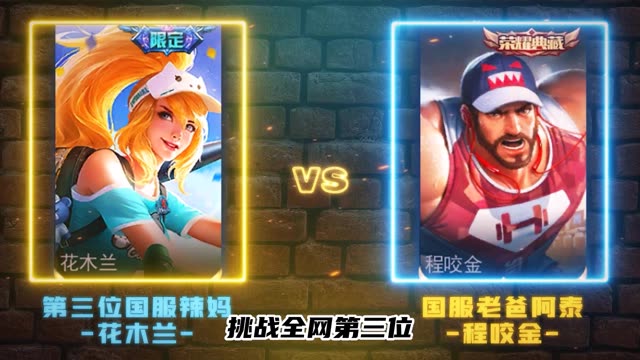 限定
荣耀典藏
花木兰
VS
程咬金
第三位国服辣妈
-花木兰-
国服老爸阿泰
-程咬金-
挑战全网第三位